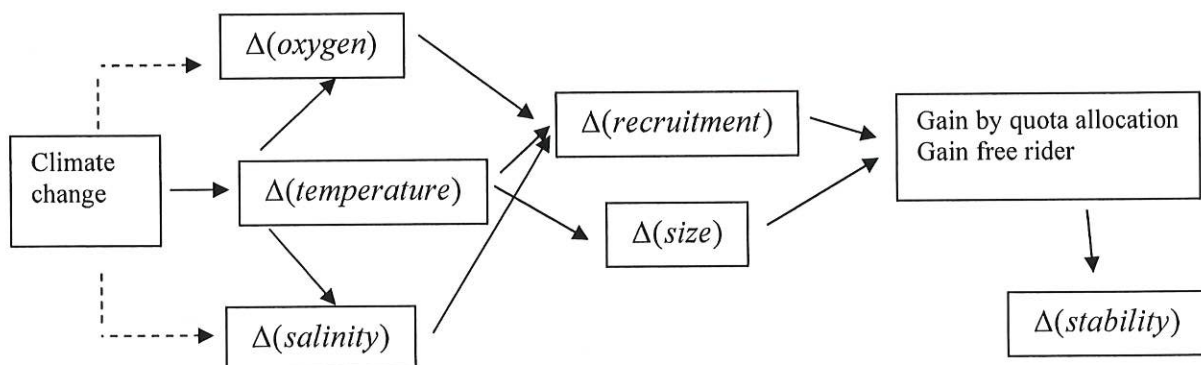 Δ(oxygen)
Δ(recruitment)
Gain by quota allocation
Gain free rider
Climate
change
Δ(temperature)
Δ(size)
Δ(salinity)
Δ(stability)